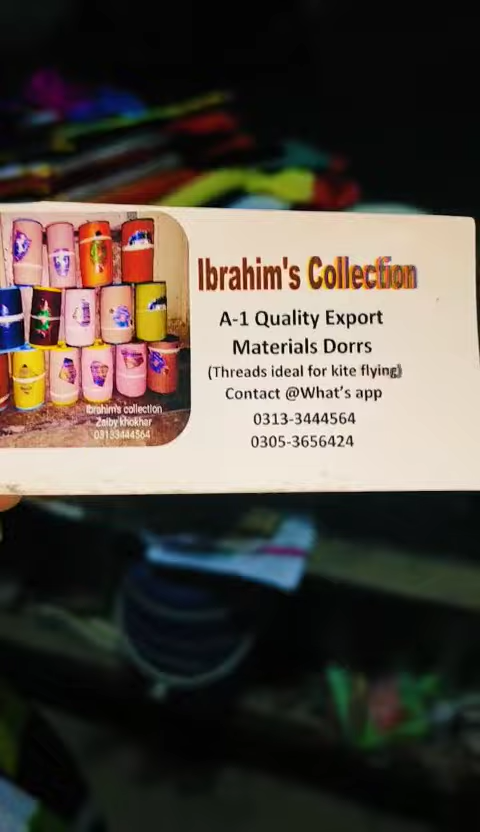 Ibrahim's Collection
A-1 Quality Export
Materials Dorrs
(Threads ideal for kite flying)
Contact @What's app
0313-3444564
0305-3656424
Ibrahim's collection
Zaiby khokhar
03133444564